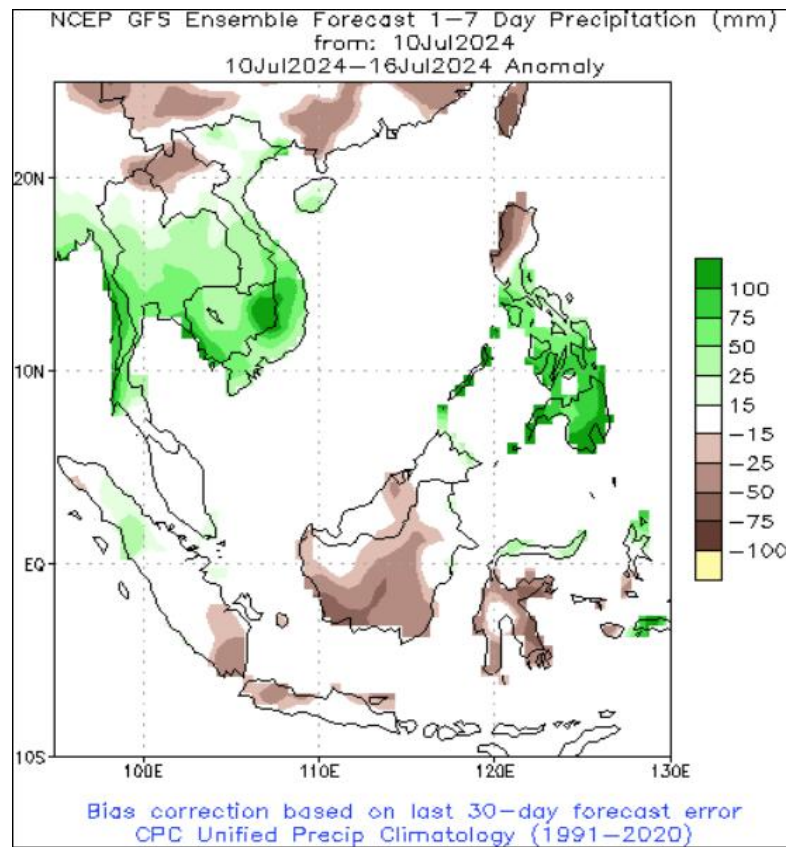 NCEP GFS Ensemble Forecast 1-7 Day Precipitation (mm)
from: 10Jul2024
10Jul2024-16Jul2024 Anomaly
20N
10N
EQ
10S
100E
110E
120E
130E
100
75
50
25
15
-15
-25
-50
-75
-100
Bias correction based on last 30-day forecast error
CPC Unified Precip Climatology (1991-2020)